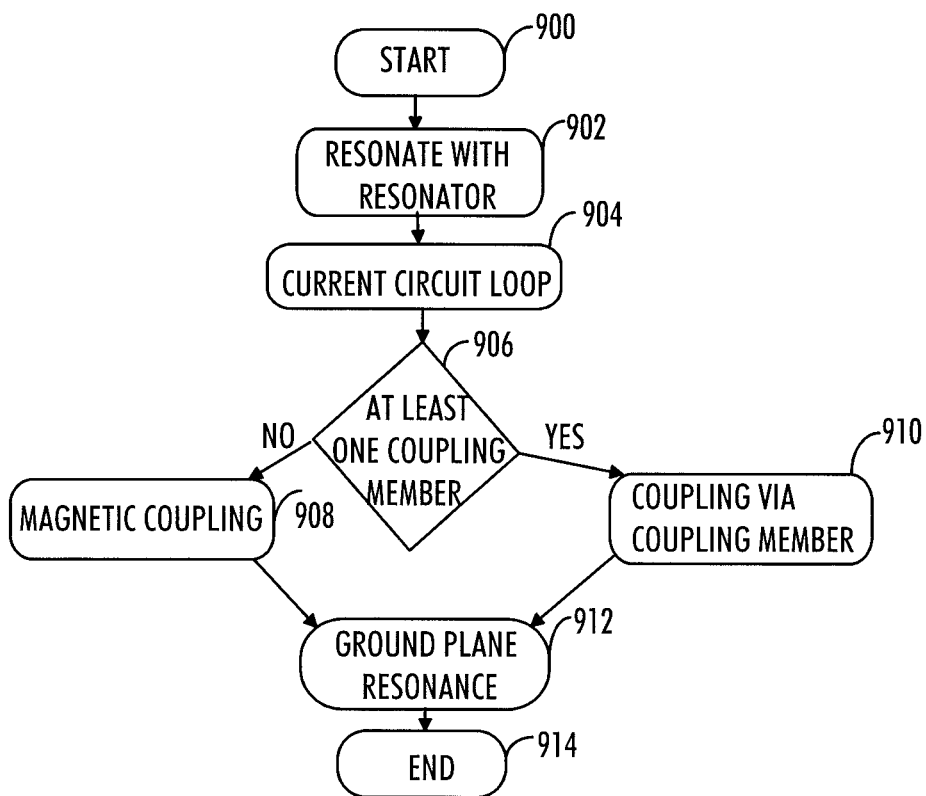 START
900
RESONATE WITH
RESONATOR
902
CURRENT CIRCUIT LOOP
904
AT LEAST
ONE COUPLING
MEMBER
906
NO
YES
MAGNETIC COUPLING
908
COUPLING VIA
COUPLING MEMBER
910
GROUND PLANE
RESONANCE
912
END
914